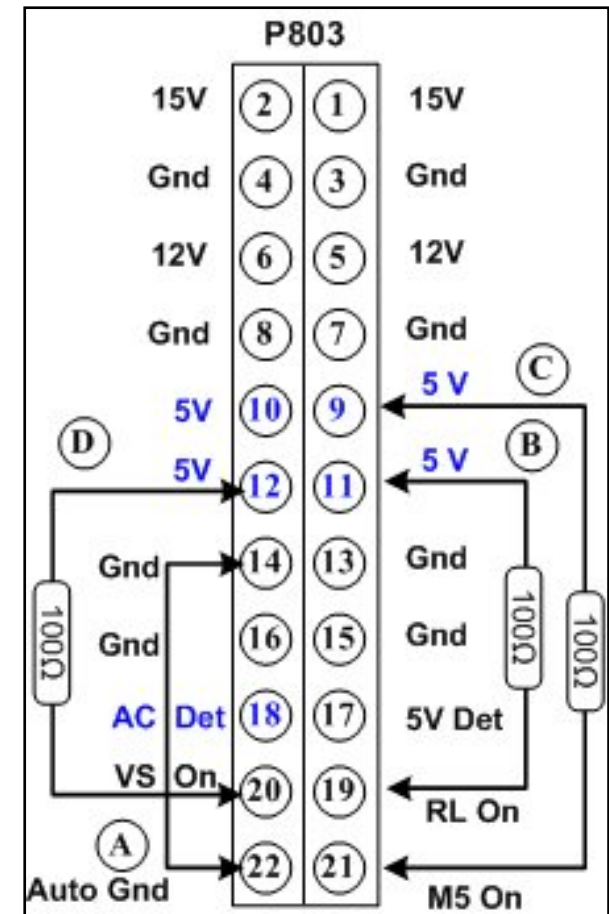 P803
15V 2 1 15V
Gnd 4 3 Gnd
12V 6 5 12V
Gnd 8 7 Gnd
5V 10 9 5 V C
D 5V 12 11 5 V B
Gnd 14 13 Gnd
100Ω 100Ω 100Ω
Gnd 16 15 Gnd
AC Det 18 17 5V Det
VS On 20 19 RL On
A Auto Gnd 22 21 M5 On